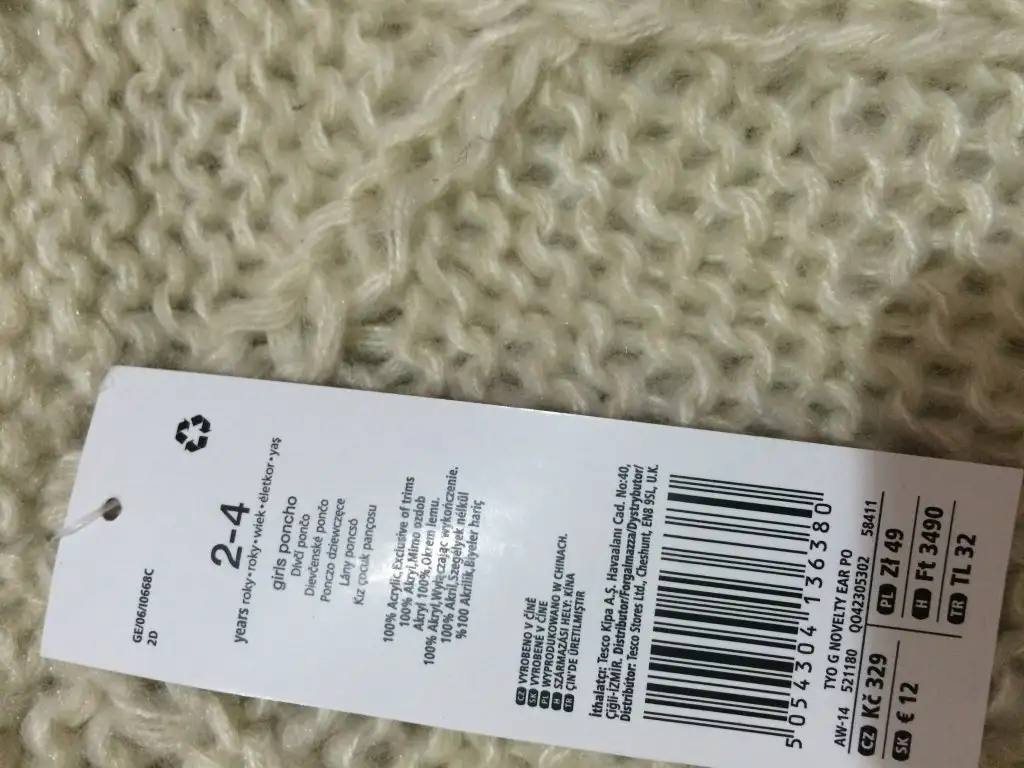 GE/06/I0668C
2D
2-4
years•roky•roky•wiek•életkor•yaş
girls poncho
Dívčí pončo
Dievčenské pončo
Ponczo dziewczęce
Lány poncsó
Kız çocuk pançosu
100% Acrylic,Exclusive of trims
100% Akryl,Mimo ozdob
Akryl 100%,Okrem lemu.
100% Akryl,Wyłączając wykończenie.
100% Akril,Szegélyek nélkül
%100 Akrilik,Biyeler hariç
CZ VYROBENO V ČÍNĚ
SK VYROBENÉ V ČÍNE
PL WYPRODUKOWANO W CHINACH.
H SZÁRMAZÁSI HELY: KÍNA
TR ÇİN'DE ÜRETİLMİŞTİR
İthalatçı: Tesco Kipa A.Ş. Havaalanı Cad. No:40,
Çiğli-İZMİR. Distributor/Forgalmazza/Dystrybutor/
Distribútor: Tesco Stores Ltd., Cheshunt, EN8 9SL, U.K.
5 054304 136380
TYO G NOVELTY EAR PO
AW-14 521180 Q042305302 58411
CZ Kč 329 PL Zł 49
SK € 12 H Ft 3490
TR TL 32